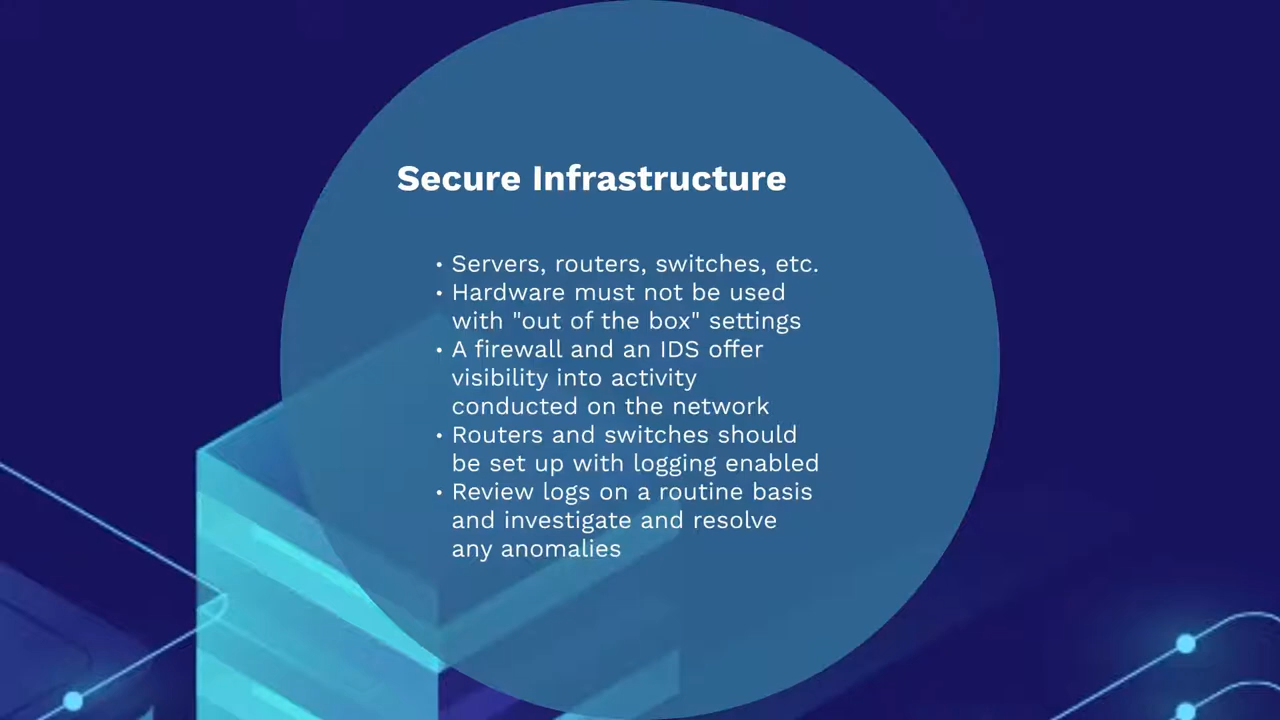 Secure Infrastructure
• Servers, routers, switches, etc.
• Hardware must not be used
with "out of the box" settings
• A firewall and an IDS offer
visibility into activity
conducted on the network
• Routers and switches should
be set up with logging enabled
• Review logs on a routine basis
and investigate and resolve
any anomalies